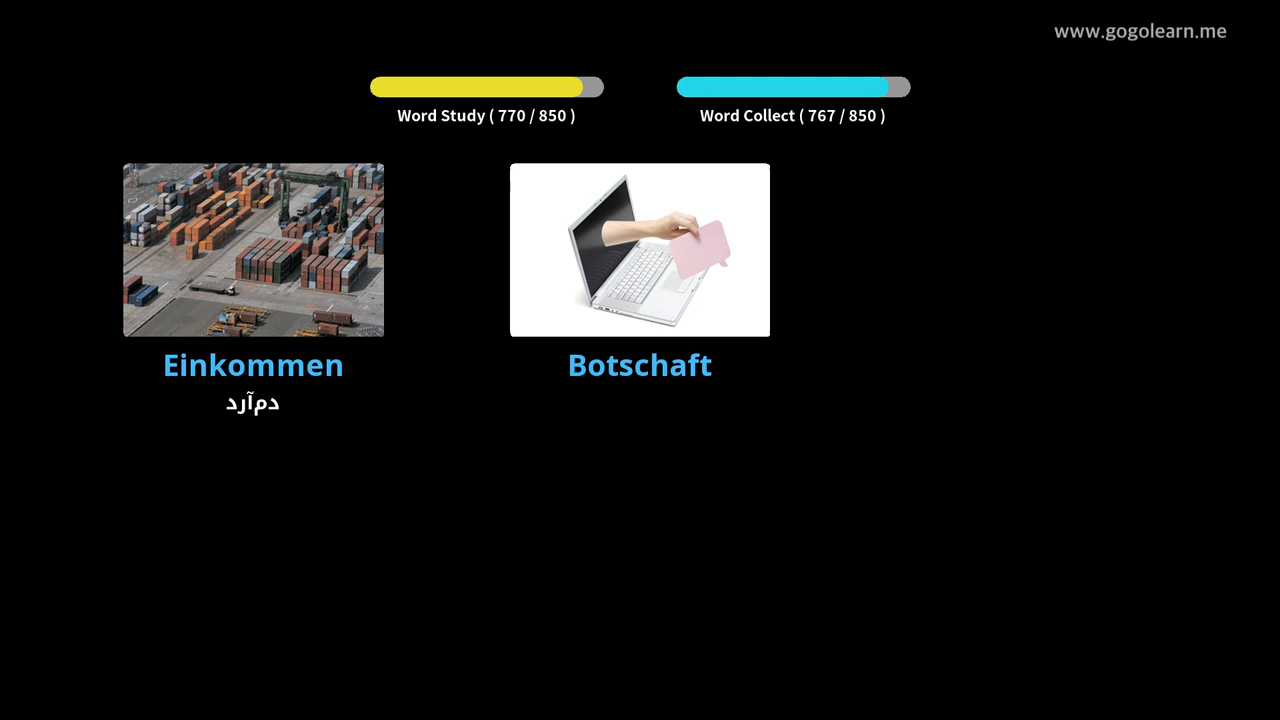 www.gogolearn.me
Word Study ( 770 / 850 )
Word Collect ( 767 / 850 )
Einkommen
دمآرد
Botschaft